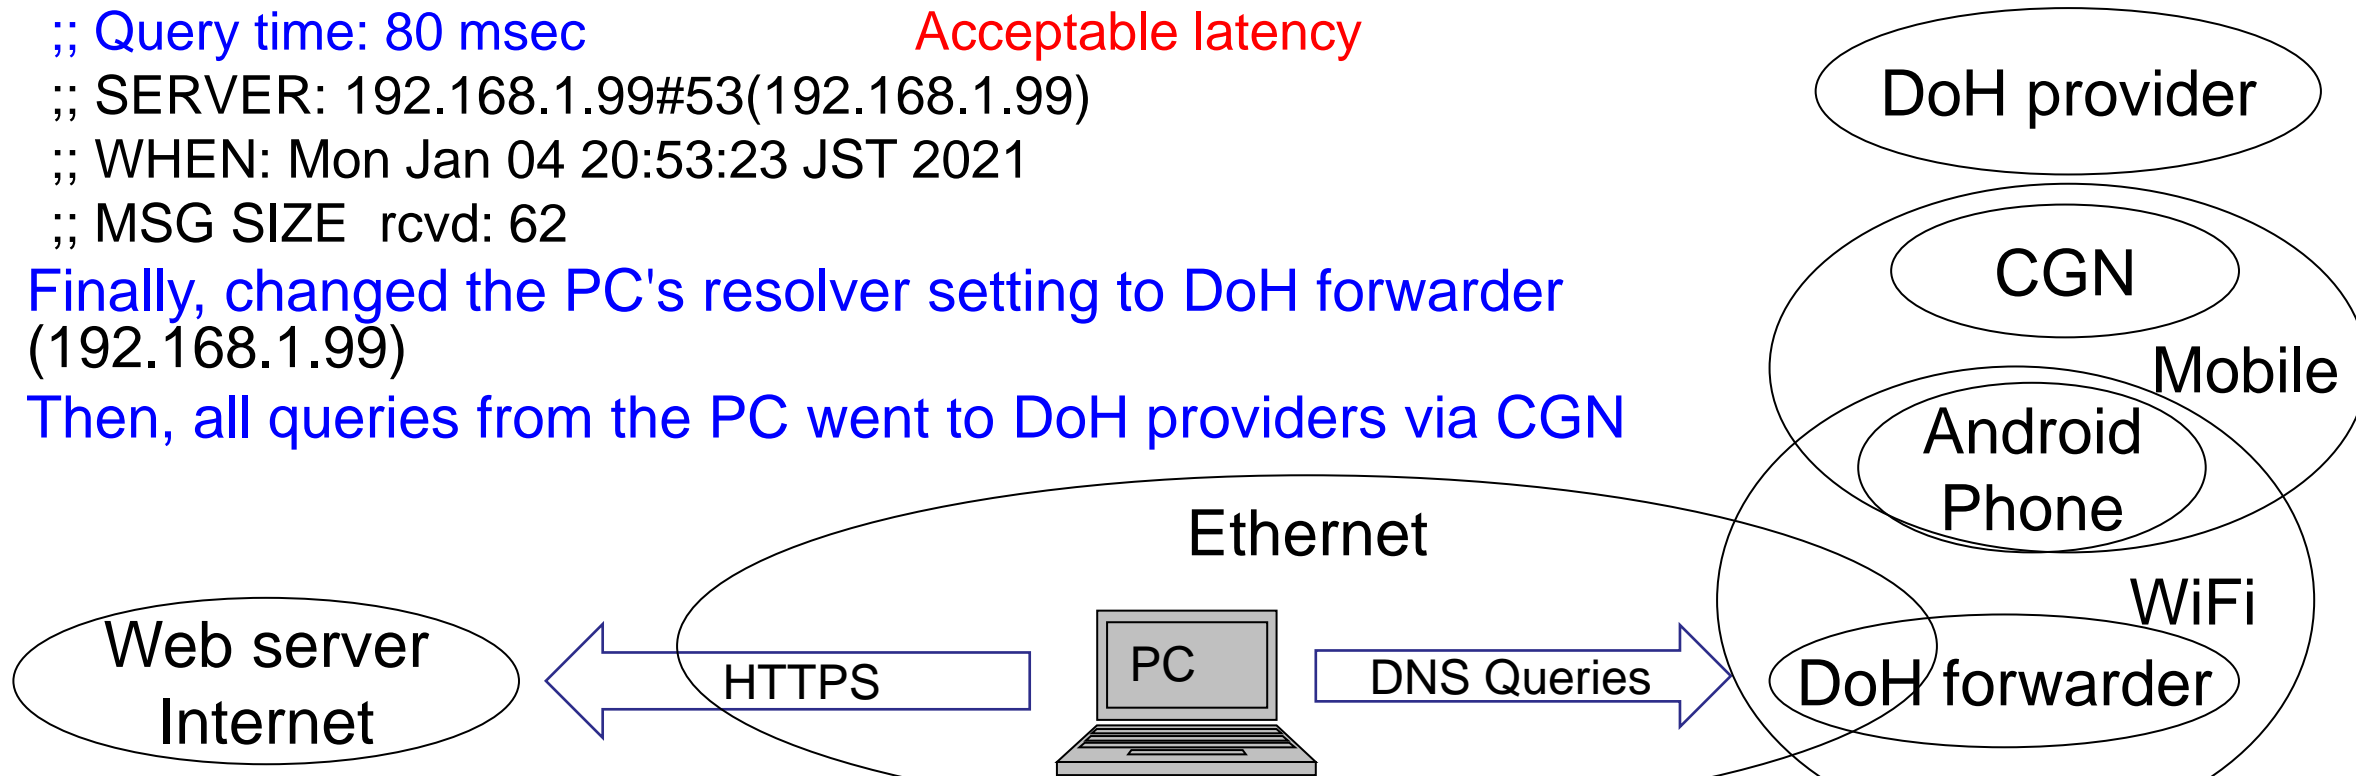 ;; Query time: 80 msec Acceptable latency
;; SERVER: 192.168.1.99#53(192.168.1.99)
;; WHEN: Mon Jan 04 20:53:23 JST 2021
;; MSG SIZE rcvd: 62
Finally, changed the PC's resolver setting to DoH forwarder
(192.168.1.99)
Then, all queries from the PC went to DoH providers via CGN
DoH provider
CGN
Mobile
Android
Phone
WiFi
DoH forwarder
Ethernet
PC
DNS Queries
HTTPS
Web server
Internet